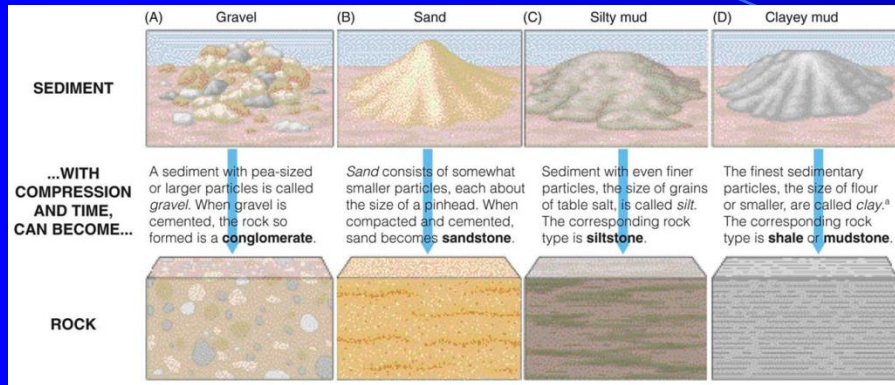 (A) Gravel
(B) Sand
(C) Silty mud
(D) Clayey mud
SEDIMENT
...WITH
COMPRESSION
AND TIME,
CAN BECOME...
A sediment with pea-sized
or larger particles is called
gravel. When gravel is
cemented, the rock so
formed is a conglomerate.
Sand consists of somewhat
smaller particles, each about
the size of a pinhead. When
compacted and cemented,
sand becomes sandstone.
Sediment with even finer
particles, the size of grains
of table salt, is called silt.
The corresponding rock
type is siltstone.
The finest sedimentary
particles, the size of flour
or smaller, are called clay.ᵃ
The corresponding rock
type is shale or mudstone.
ROCK